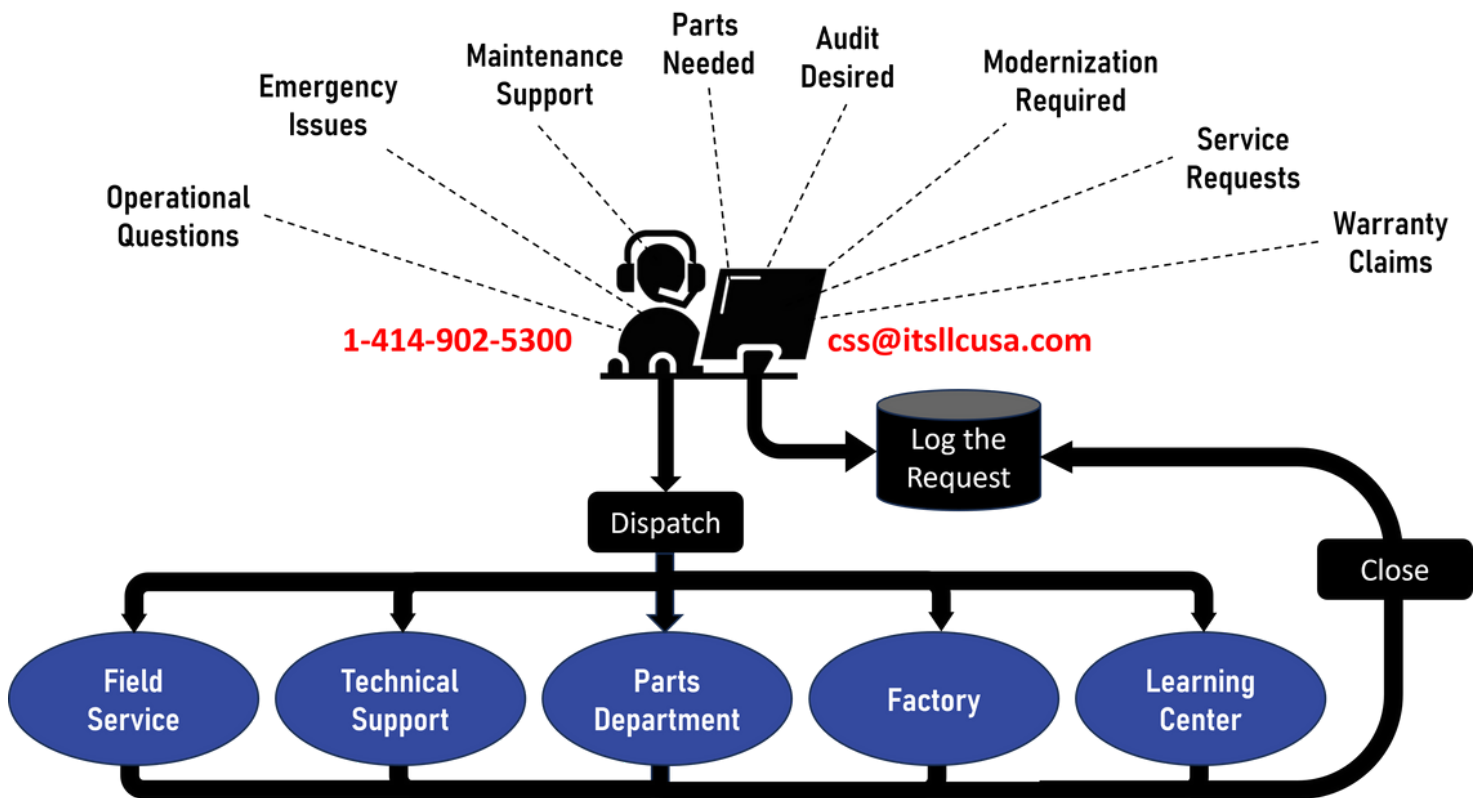 Parts
Needed
Audit
Desired
Maintenance
Support
Modernization
Required
Emergency
Issues
Service
Requests
Operational
Questions
Warranty
Claims
1-414-902-5300
css@itsllcusa.com
Log the
Request
Dispatch
Close
Field
Service
Technical
Support
Parts
Department
Factory
Learning
Center